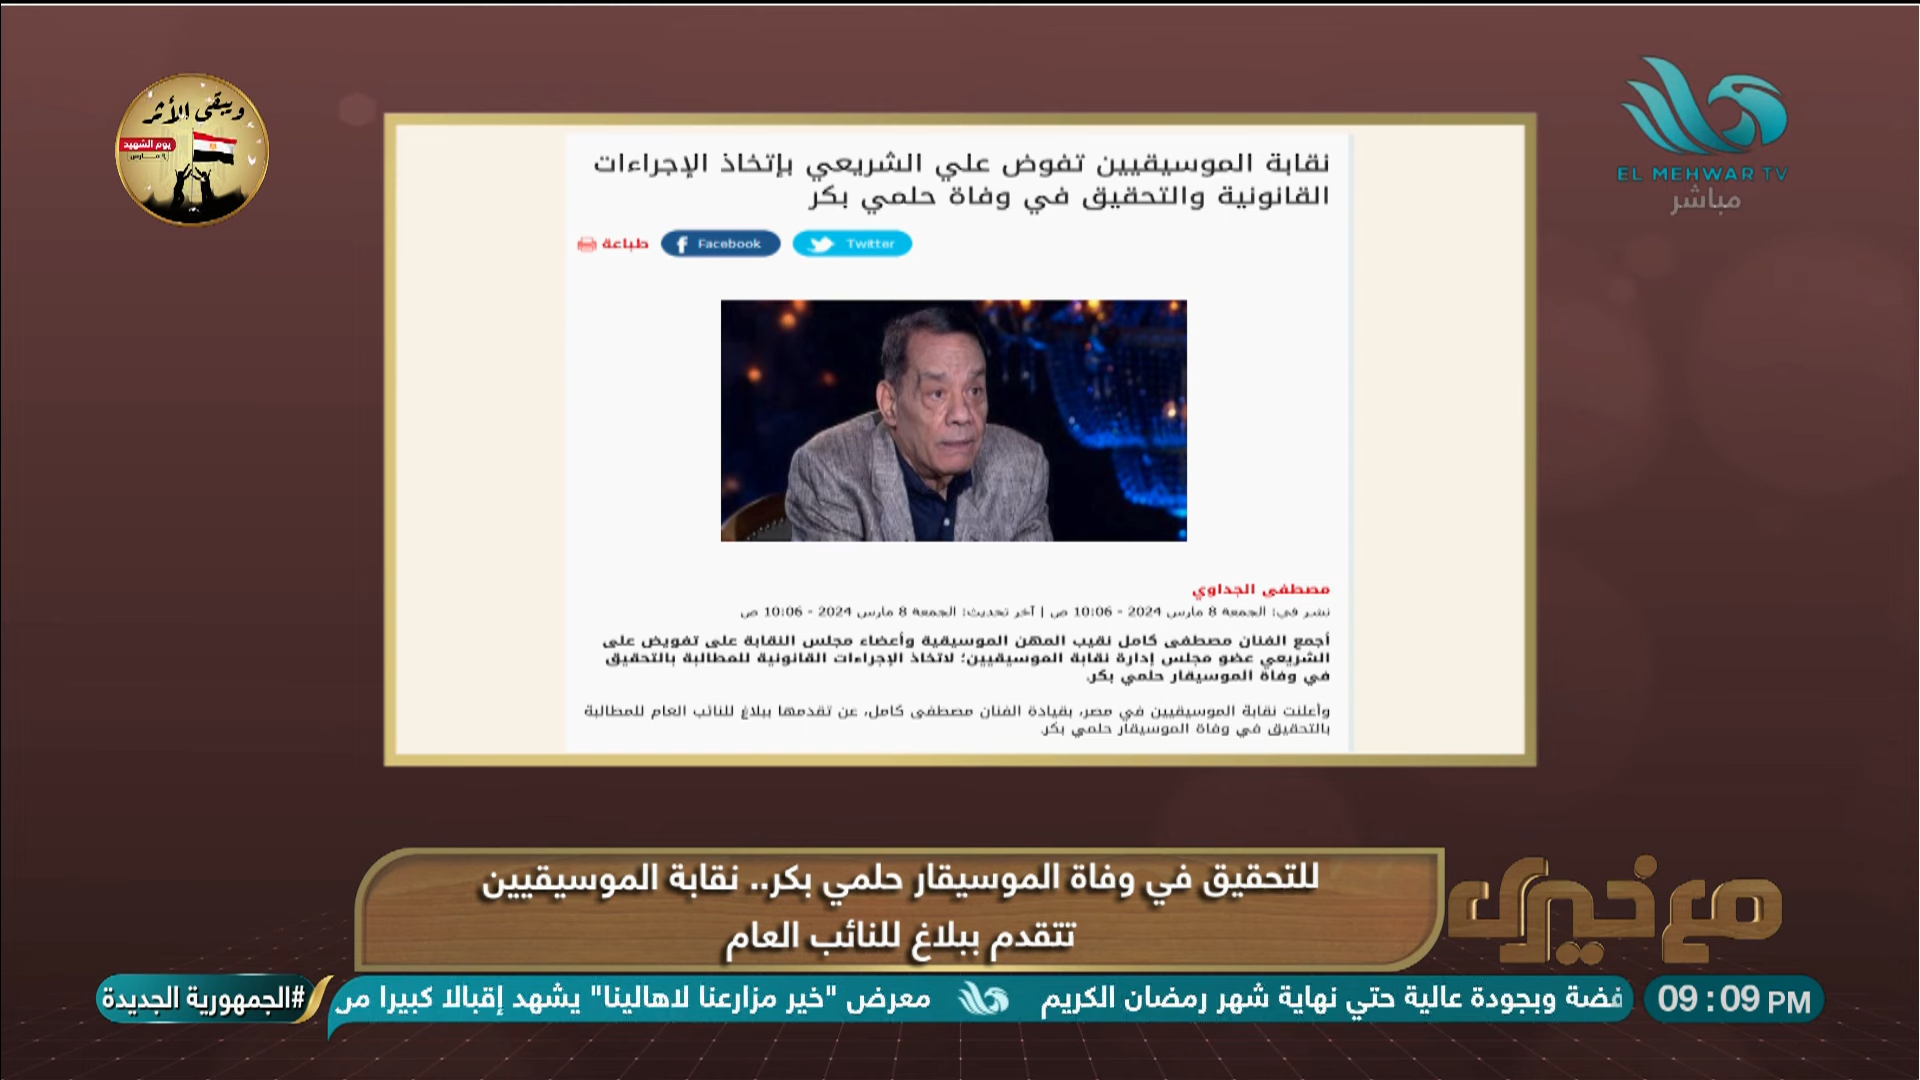 ويبقى الأثر
يوم الشهيد
٩ مارس
EL MEHWAR TV
مباشر
نقابة الموسيقيين تفوض علي الشريعي بإتخاذ الإجراءات
القانونية والتحقيق في وفاة حلمي بكر
طباعة Facebook Twitter
مصطفى الجداوي
نشر في: الجمعة 8 مارس 2024 - 10:06 ص | آخر تحديث: الجمعة 8 مارس 2024 - 10:06 ص
أجمع الفنان مصطفى كامل نقيب المهن الموسيقية وأعضاء مجلس النقابة على تفويض على
الشريعي عضو مجلس إدارة نقابة الموسيقيين؛ لاتخاذ الإجراءات القانونية للمطالبة بالتحقيق
في وفاة الموسيقار حلمي بكر.
وأعلنت نقابة الموسيقيين في مصر، بقيادة الفنان مصطفى كامل، عن تقدمها ببلاغ للنائب العام للمطالبة
بالتحقيق في وفاة الموسيقار حلمي بكر.
للتحقيق في وفاة الموسيقار حلمي بكر.. نقابة الموسيقيين
تتقدم ببلاغ للنائب العام
مع خيري
09:09 PM
فضة وبجودة عالية حتي نهاية شهر رمضان الكريم
معرض "خير مزارعنا لاهالينا" يشهد إقبالا كبيرا من
#الجمهورية الجديدة